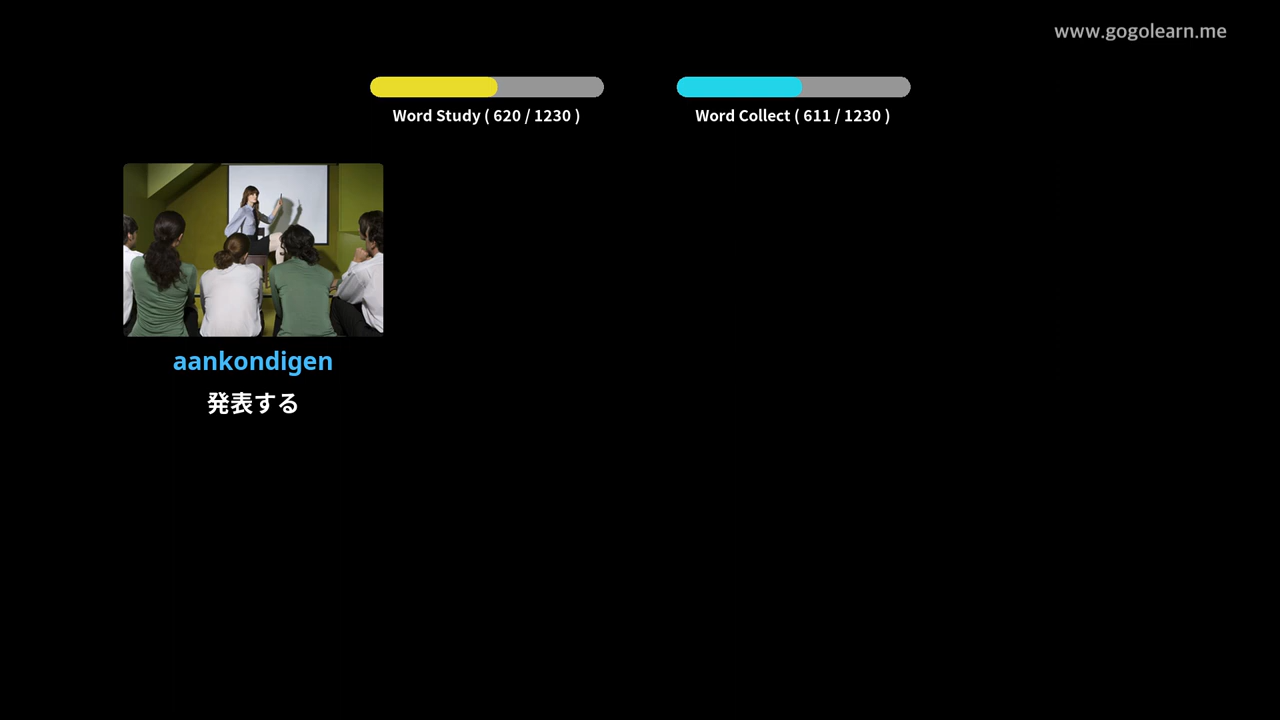 www.gogolearn.me
Word Study ( 620 / 1230 )
Word Collect ( 611 / 1230 )
aankondigen
発表する